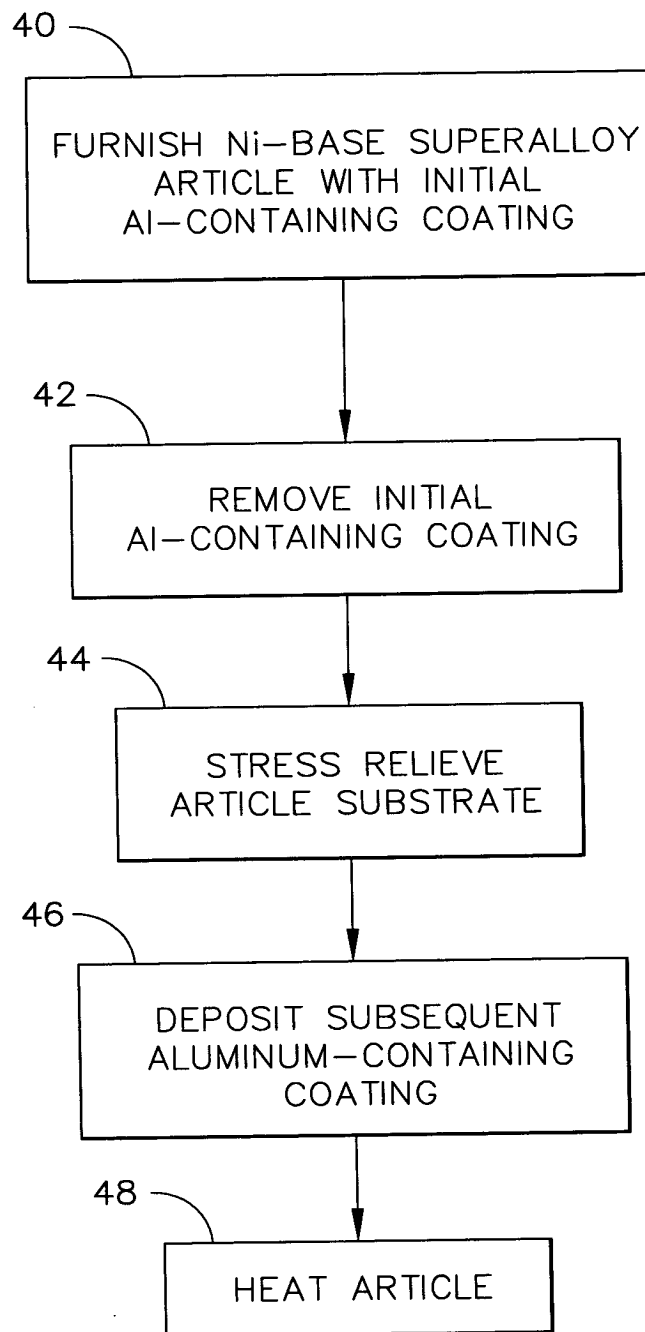 40
FURNISH Ni-BASE SUPERALLOY
ARTICLE WITH INITIAL
Al-CONTAINING COATING
42
REMOVE INITIAL
Al-CONTAINING COATING
44
STRESS RELIEVE
ARTICLE SUBSTRATE
46
DEPOSIT SUBSEQUENT
ALUMINUM-CONTAINING
COATING
48
HEAT ARTICLE